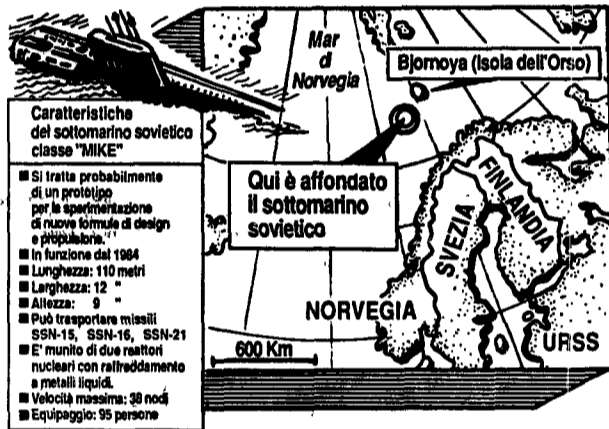 Caratteristiche
del sottomarino sovietico
classe "MIKE"
Si tratta probabilmente
di un prototipo
per la sperimentazione
di nuove formule di design
e propulsione.
In funzione dal 1984
Lunghezza: 110 metri
Larghezza: 12 "
Altezza: 9 "
Può trasportare missili
SSN-15, SSN-16, SSN-21
E' munito di due reattori
nucleari con raffreddamento
a metalli liquidi.
Velocità massima: 38 nodi
Equipaggio: 95 persone
Mar
di
Norvegia
Bjornoya (Isola dell'Orso)
Qui è affondato
il sottomarino
sovietico
NORVEGIA
SVEZIA
FINLANDIA
URSS
600 Km